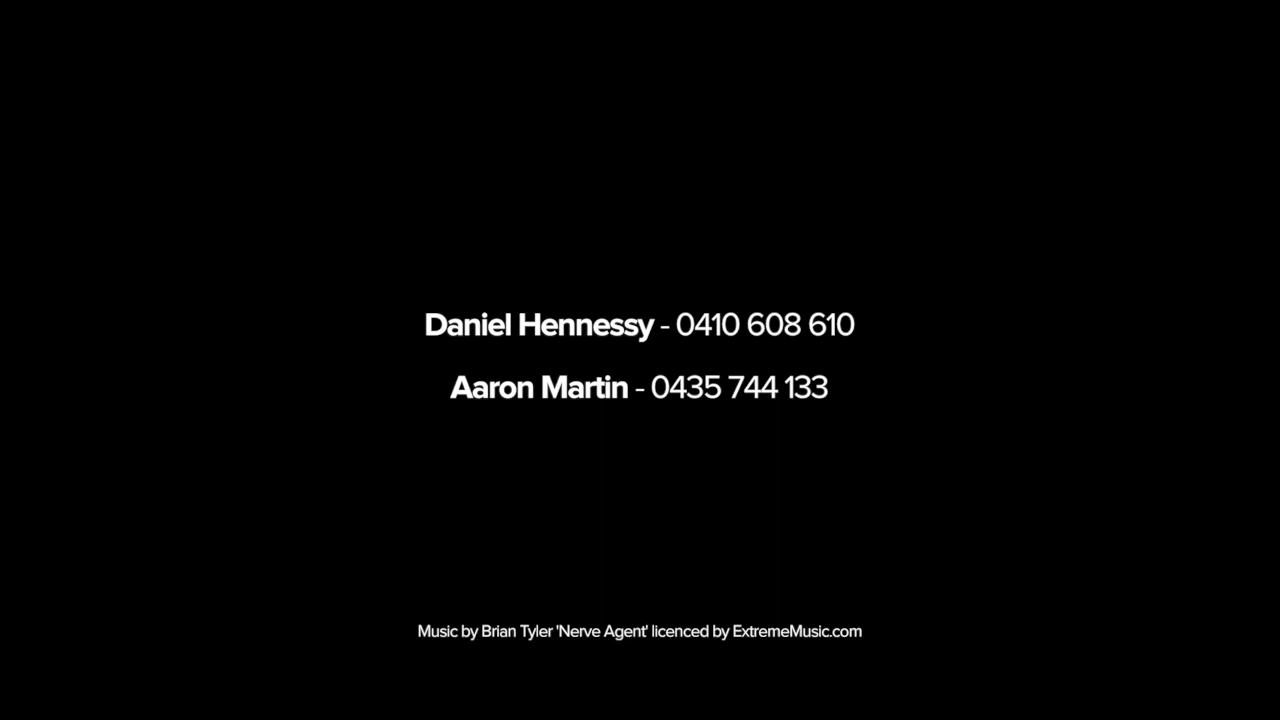 Daniel Hennessy - 0410 608 610
Aaron Martin - 0435 744 133
Music by Brian Tyler 'Nerve Agent' licenced by ExtremeMusic.com